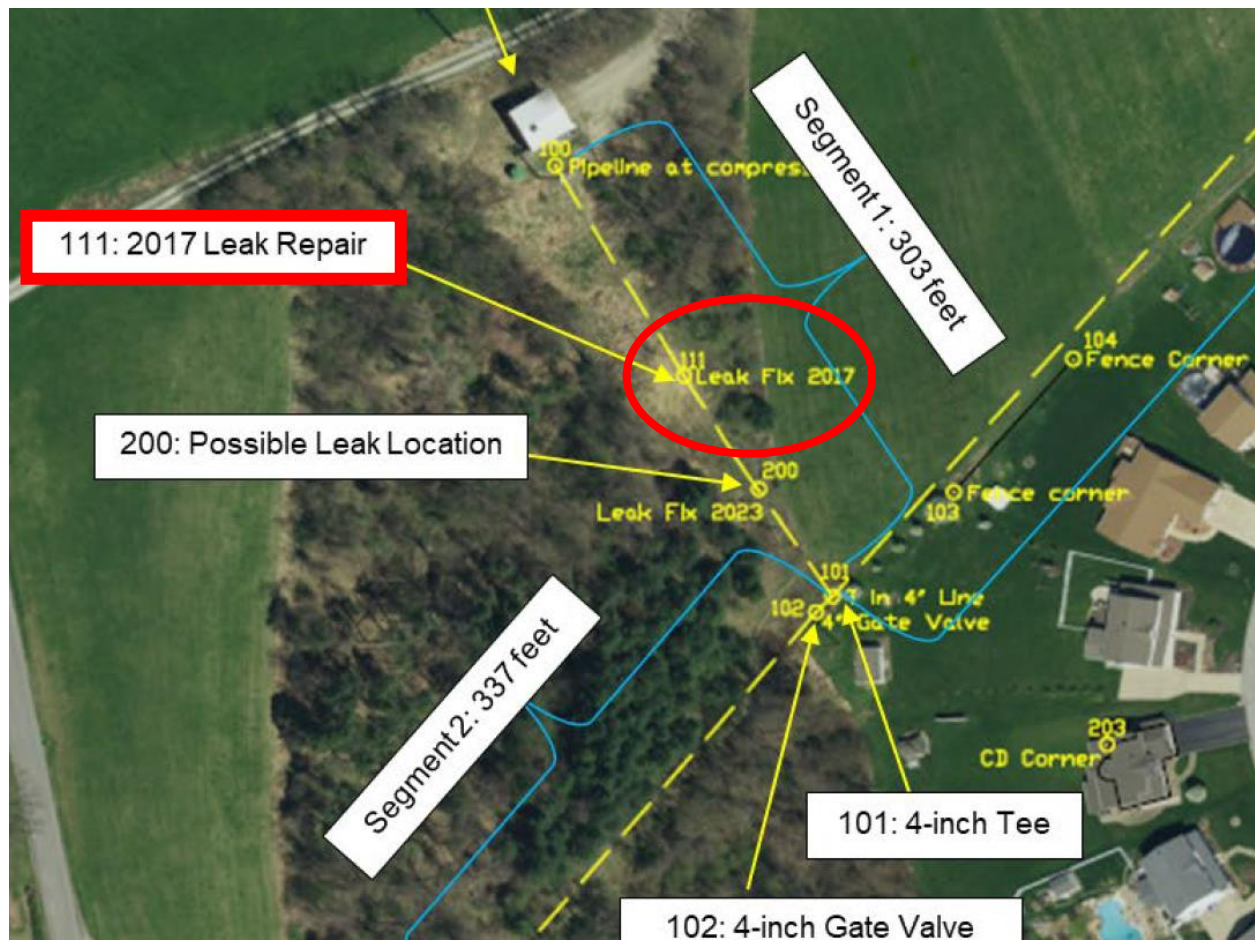 100
Pipeline at compres
Segment 1: 303 feet
111: 2017 Leak Repair
104
Fence Corner
111
Leak Fix 2017
200: Possible Leak Location
200
Leak Fix 2023
Fence corner
103
101
T In 4" Line
102
4" Gate Valve
Segment 2: 337 feet
203
CD Corner
101: 4-inch Tee
102: 4-inch Gate Valve